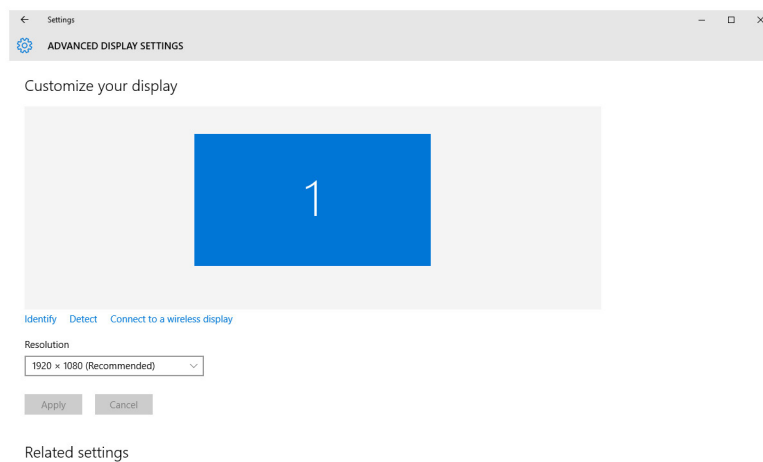 Settings
ADVANCED DISPLAY SETTINGS
Customize your display
1
Identify Detect Connect to a wireless display
Resolution
1920 × 1080 (Recommended)
Apply Cancel
Related settings